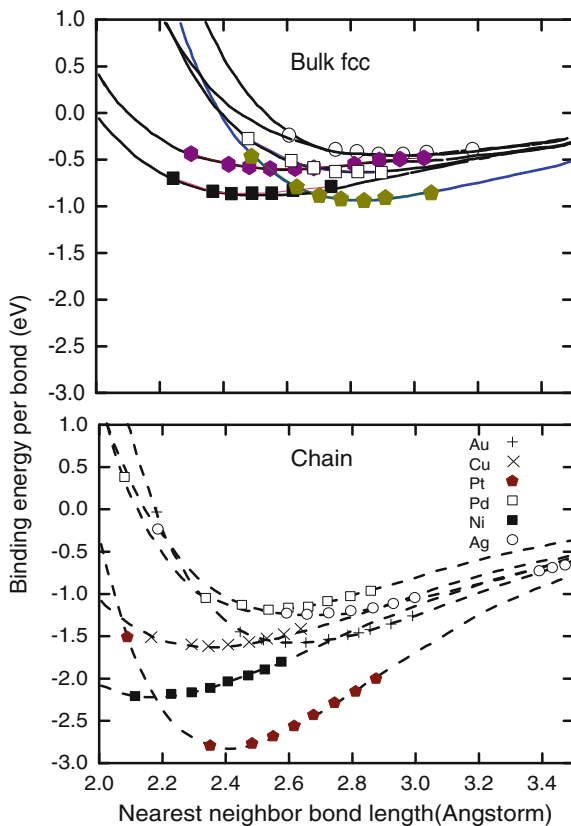 1.0
0.5
0.0
-0.5
-1.0
-1.5
-2.0
-2.5
-3.0
Bulk fcc
Binding energy per bond (eV)
1.0
0.5
0.0
-0.5
-1.0
-1.5
-2.0
-2.5
-3.0
Chain
Au
Cu
Pt
Pd
Ni
Ag
2.0 2.2 2.4 2.6 2.8 3.0 3.2 3.4
Nearest neighbor bond length(Angstorm)